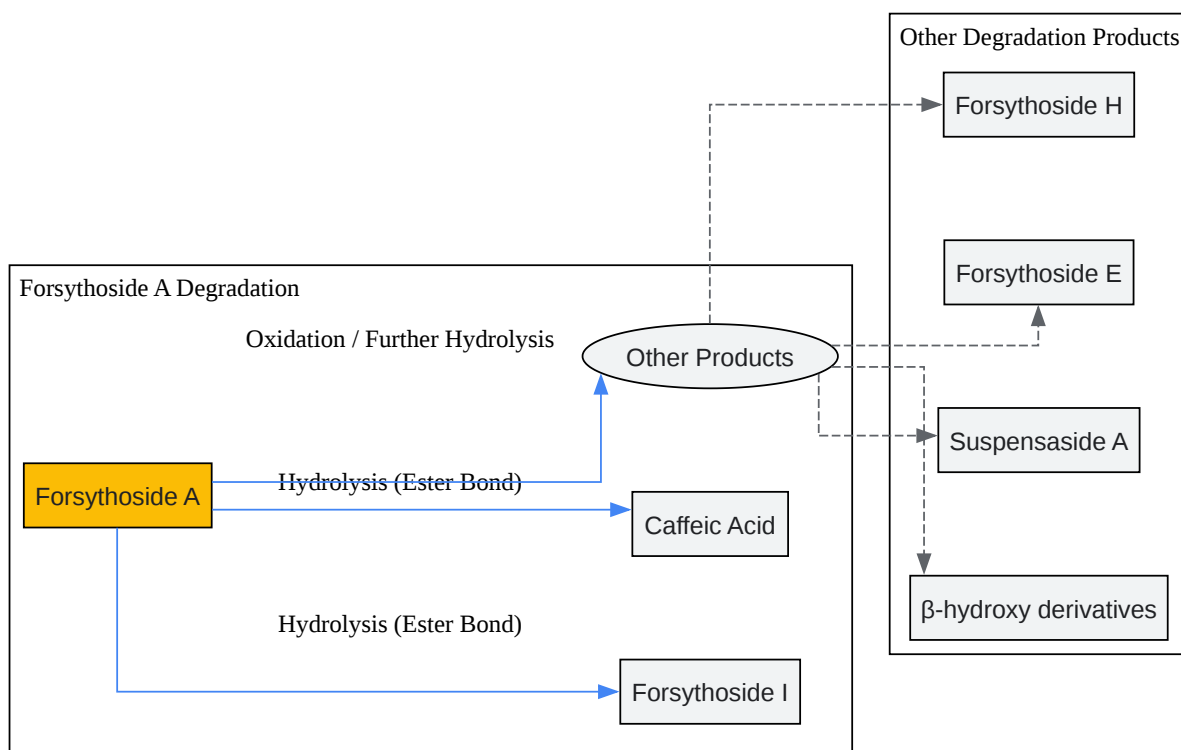 Other Degradation Products
Forsythoside H
Forsythoside E
Forsythoside A Degradation
Oxidation / Further Hydrolysis
Other Products
Suspensaside A
Forsythoside A
Hydrolysis (Ester Bond)
Caffeic Acid
β-hydroxy derivatives
Hydrolysis (Ester Bond)
Forsythoside I